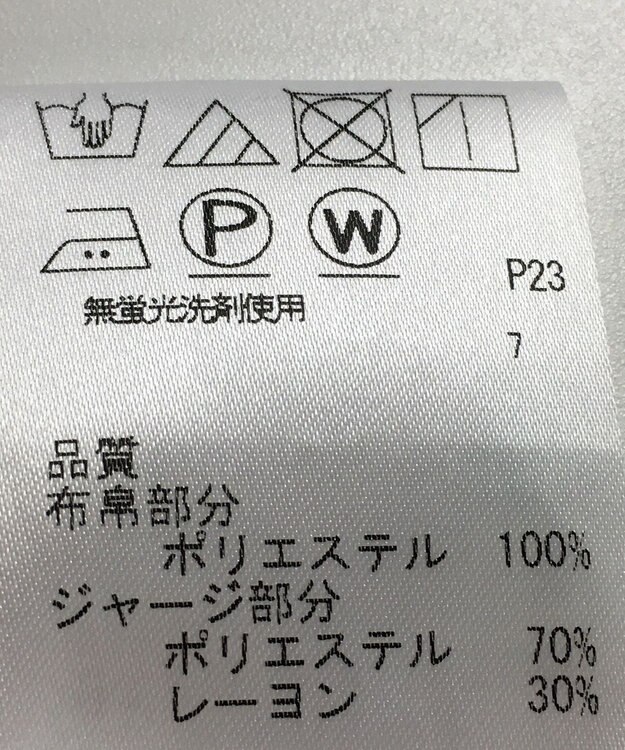 P W
P23
無蛍光洗剤使用
7
品質
布帛部分
ポリエステル 100%
ジャージ部分
ポリエステル 70%
レーヨン 30%